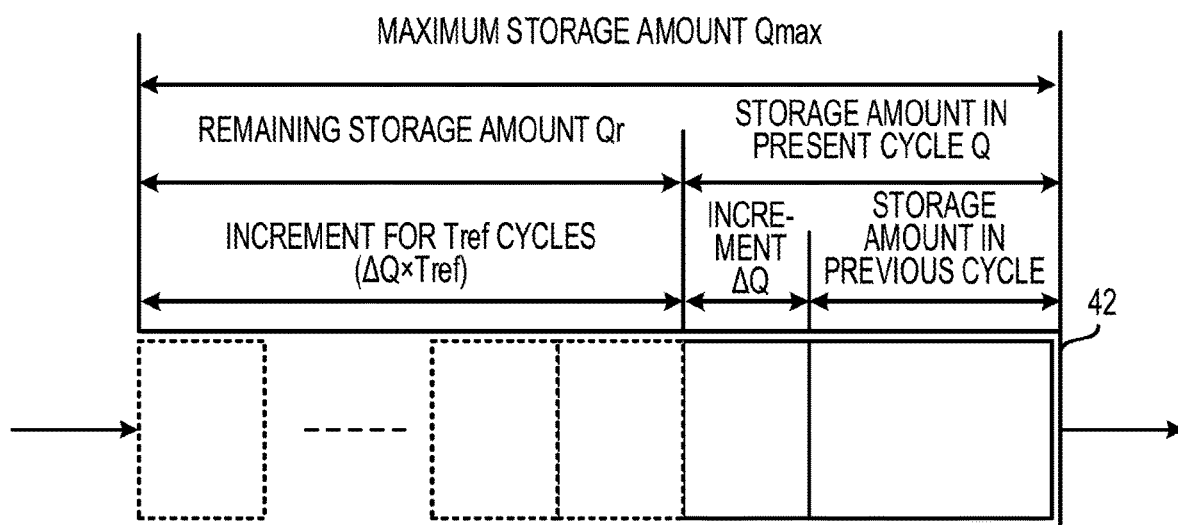 MAXIMUM STORAGE AMOUNT Qmax
REMAINING STORAGE AMOUNT Qr
STORAGE AMOUNT IN
PRESENT CYCLE Q
INCREMENT FOR Tref CYCLES
(ΔQ×Tref)
INCRE-
MENT
ΔQ
STORAGE
AMOUNT IN
PREVIOUS CYCLE
42